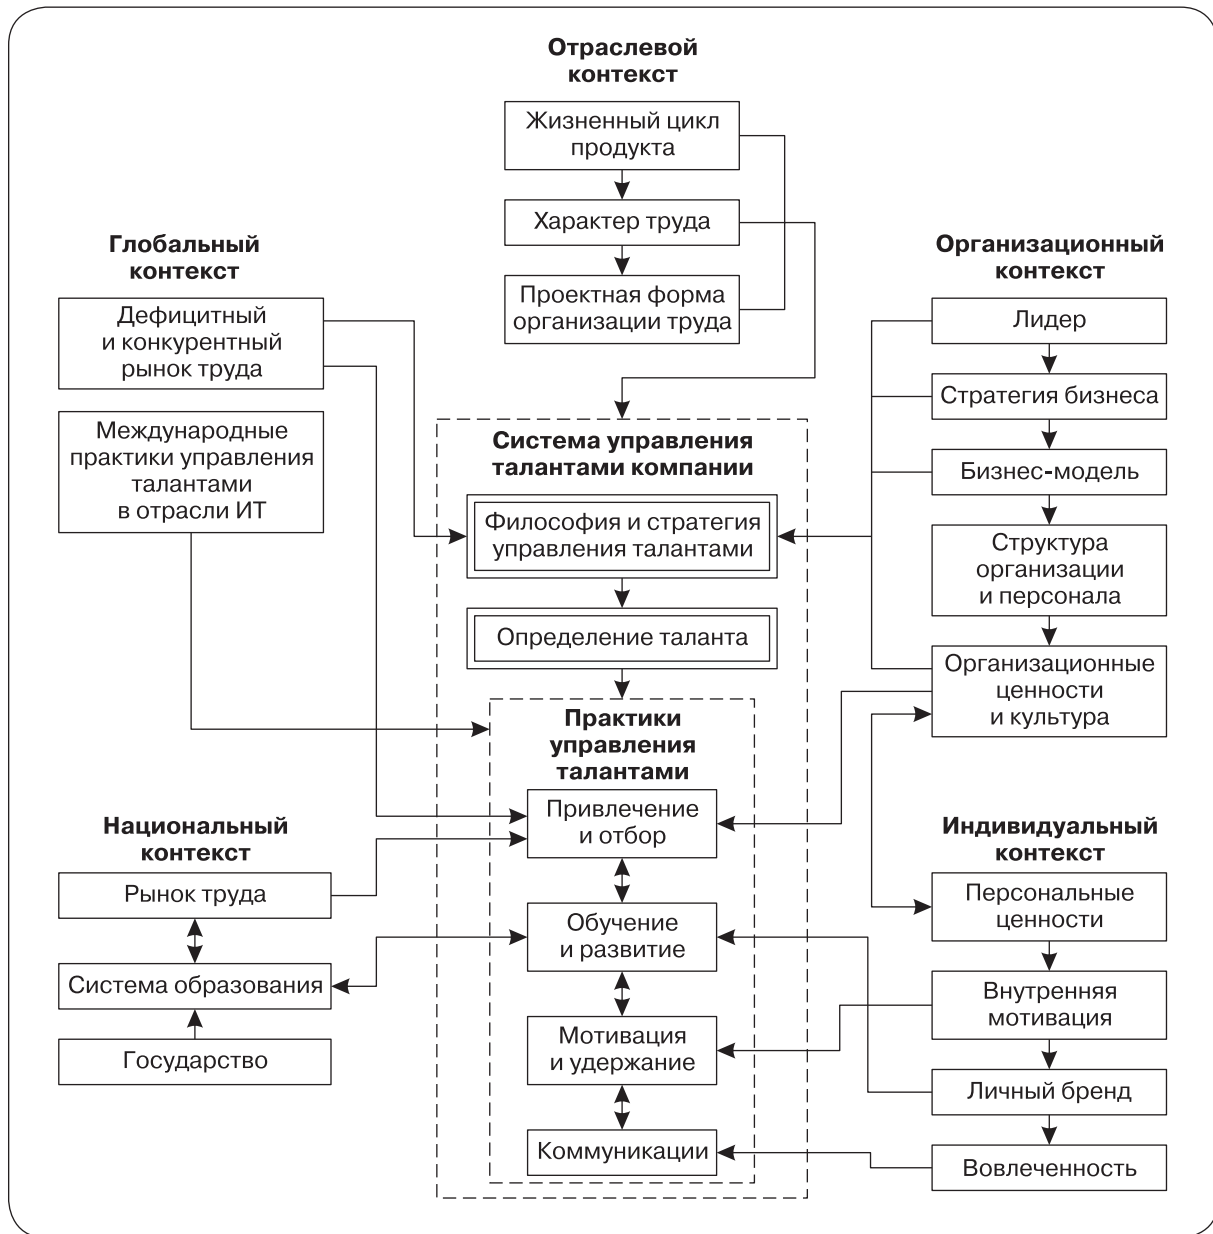 Отраслевой
контекст
Жизненный цикл
продукта
Характер труда
Проектная форма
организации труда
Глобальный
контекст
Дефицитный
и конкурентный
рынок труда
Международные
практики управления
талантами
в отрасли ИТ
Организационный
контекст
Лидер
Стратегия бизнеса
Бизнес-модель
Структура
организации
и персонала
Организационные
ценности
и культура
Система управления
талантами компании
Философия и стратегия
управления талантами
Определение таланта
Практики
управления
талантами
Привлечение
и отбор
Обучение
и развитие
Мотивация
и удержание
Коммуникации
Национальный
контекст
Рынок труда
Система образования
Государство
Индивидуальный
контекст
Персональные
ценности
Внутренняя
мотивация
Личный бренд
Вовлеченность